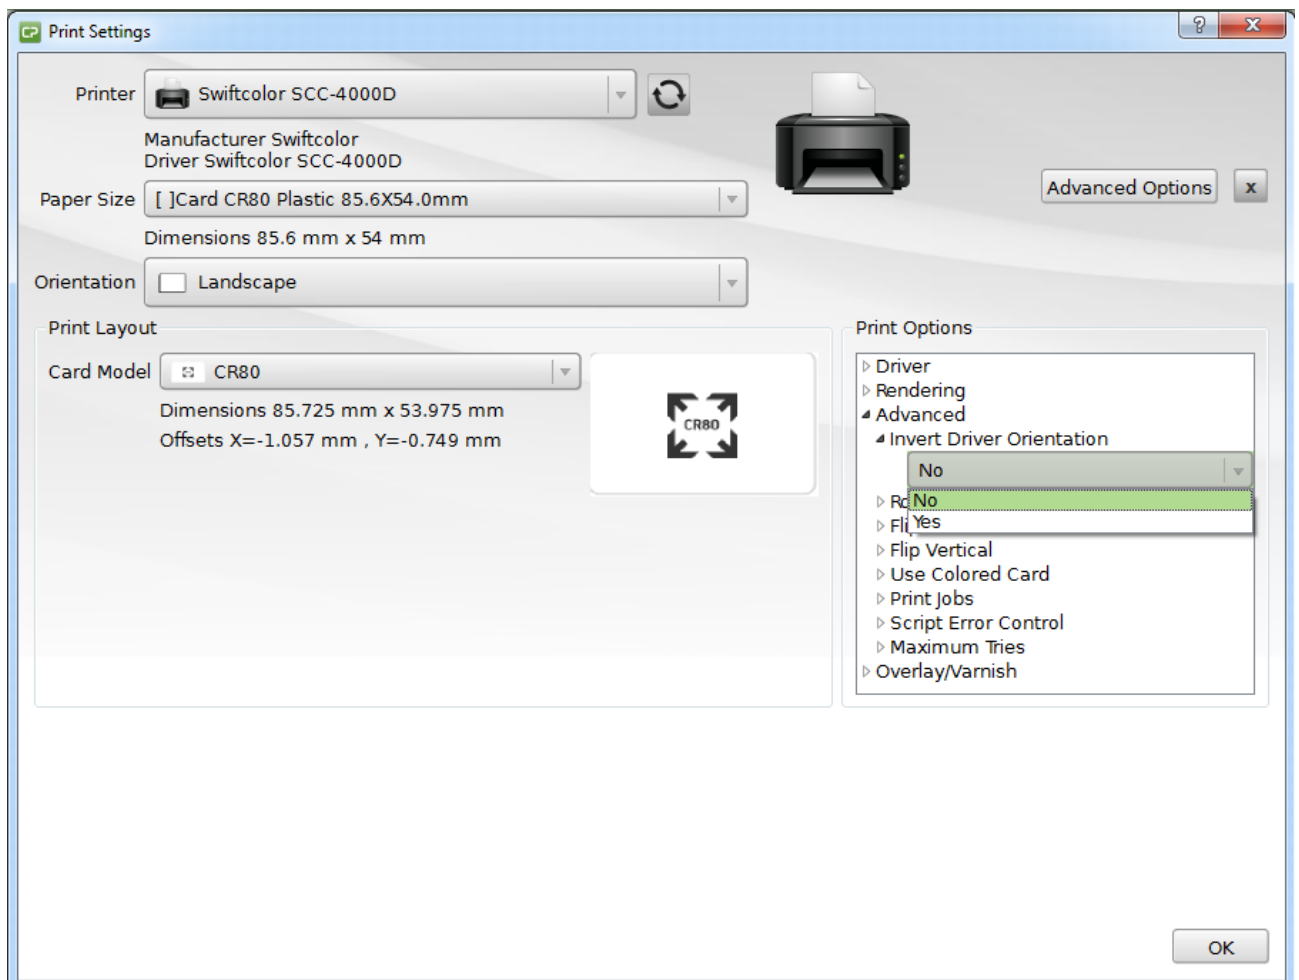 CP Print Settings
Printer
Swiftcolor SCC-4000D
Manufacturer Swiftcolor
Driver Swiftcolor SCC-4000D
Advanced Options
x
Paper Size
[ ]Card CR80 Plastic 85.6X54.0mm
Dimensions 85.6 mm x 54 mm
Orientation
Landscape
Print Layout
Card Model
CR80
Dimensions 85.725 mm x 53.975 mm
Offsets X=-1.057 mm , Y=-0.749 mm
CR80
Print Options
Driver
Rendering
Advanced
Invert Driver Orientation
No
No
Yes
Flip Vertical
Use Colored Card
Print Jobs
Script Error Control
Maximum Tries
Overlay/Varnish
OK